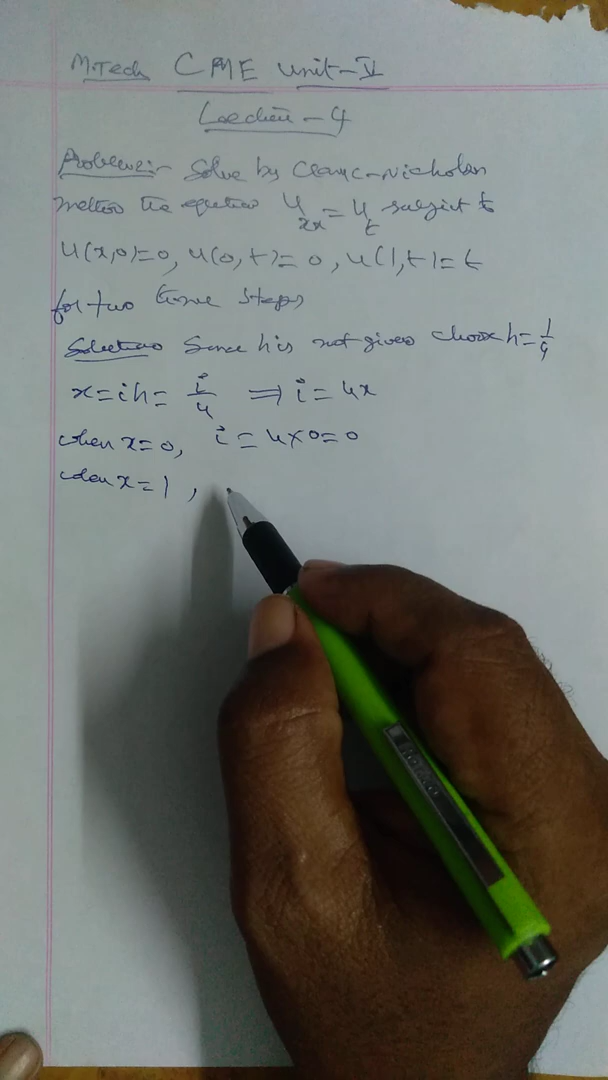 M.Tech CME Unit-V
Lecture-4
Problem:- Solve by Cranc-Nicholson
method the equation u_xx = u_t subject to
u(x,0)=0, u(0,t)=0, u(1,t)=t
for two time steps
Solution Since h is not given choose h=1/4
x=ih= i/4 ⇒ i=4x
when x=0, i=4×0=0
when x=1,